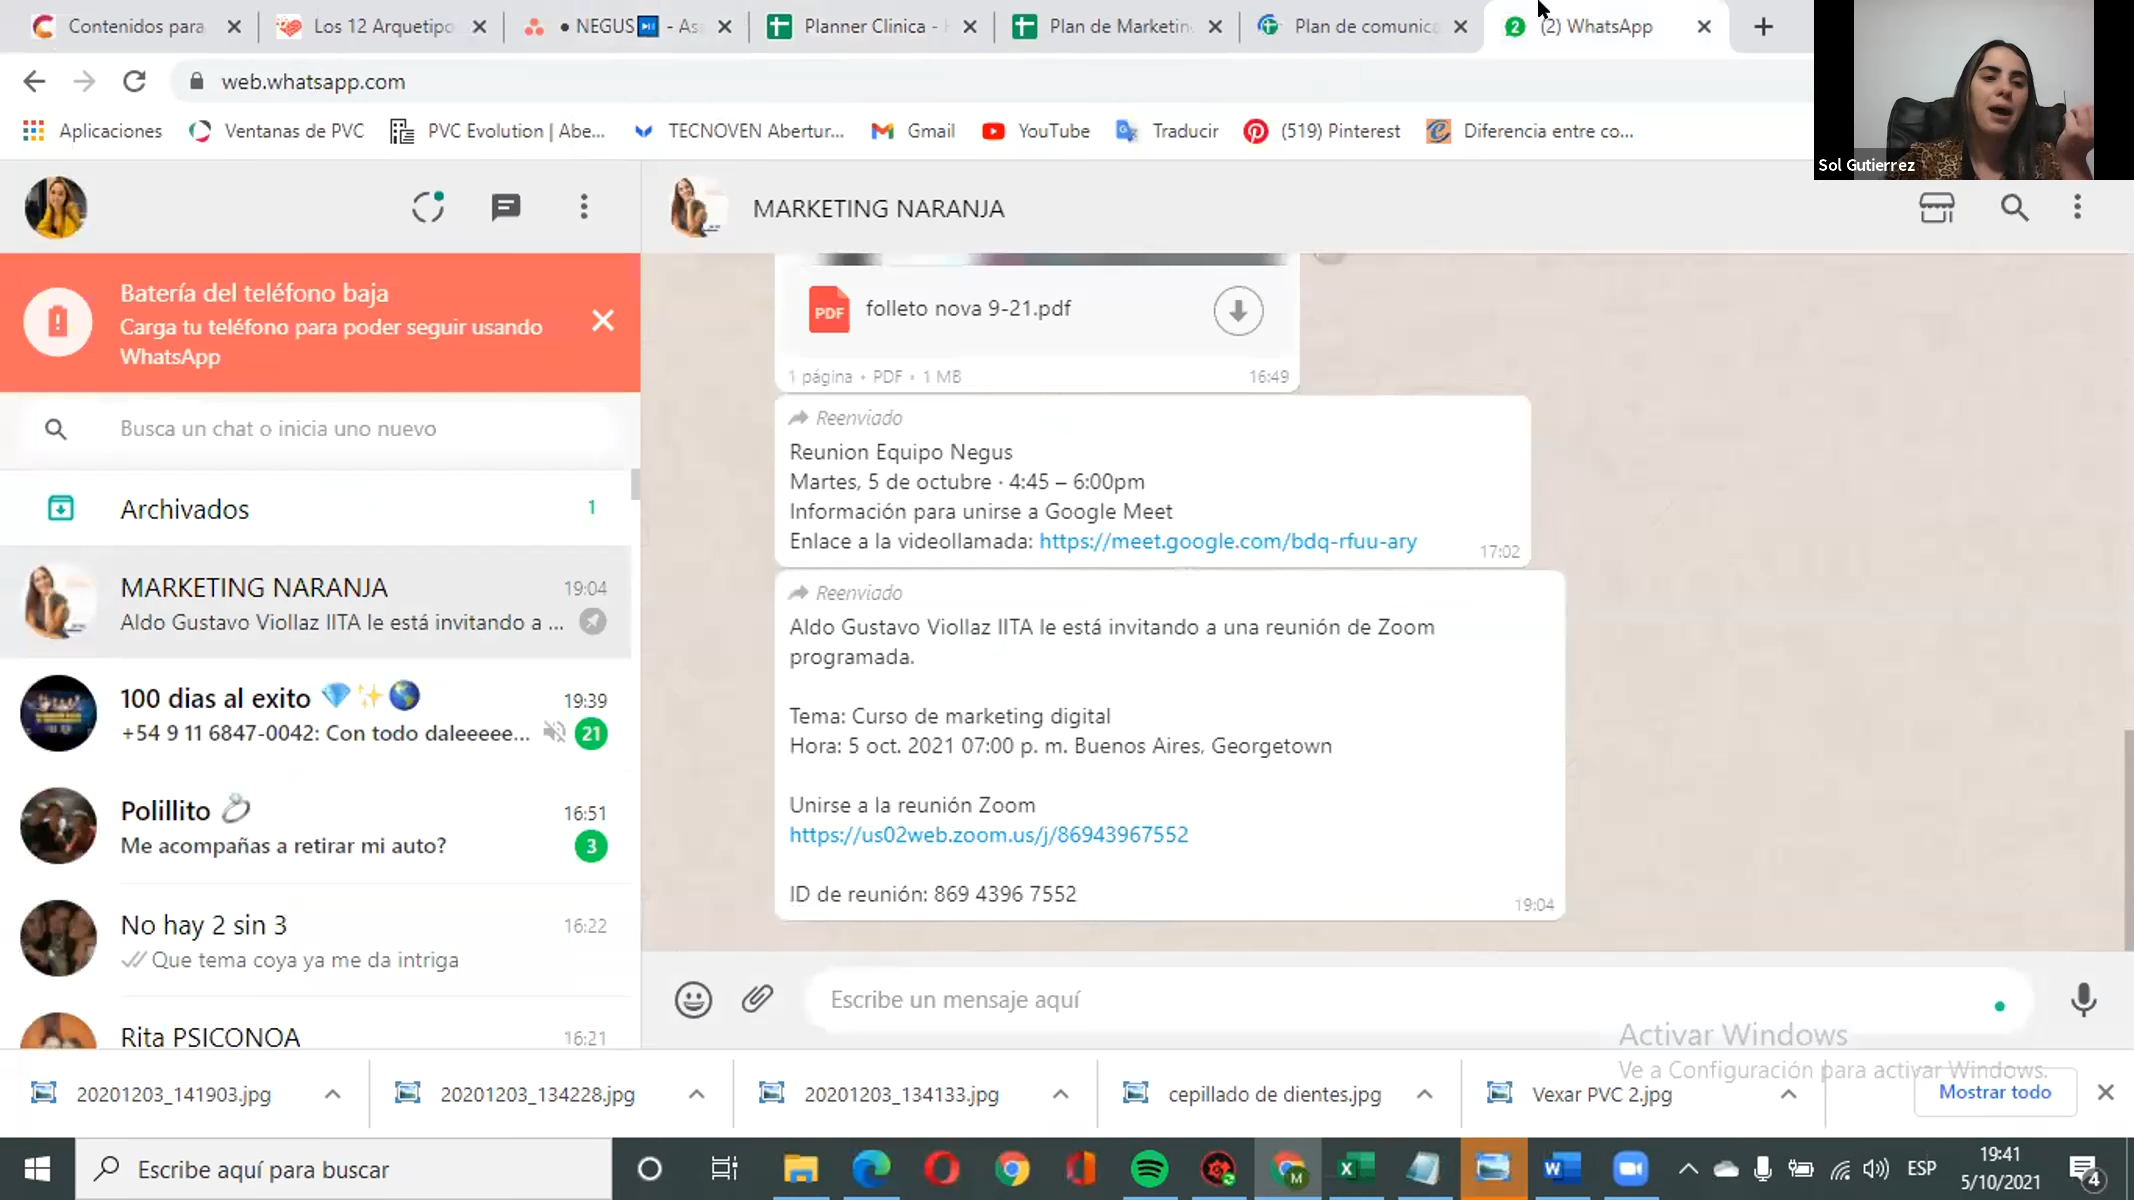 Contenidos para
Los 12 Arquetipo
• NEGUS - As
Planner Clinica -
Plan de Marketin
Plan de comunica
(2) WhatsApp
web.whatsapp.com
Aplicaciones
Ventanas de PVC
PVC Evolution | Abe...
TECNOVEN Abertur...
Gmail
YouTube
Traducir
(519) Pinterest
Diferencia entre co...
Sol Gutierrez
Batería del teléfono baja
Carga tu teléfono para poder seguir usando
WhatsApp
Busca un chat o inicia uno nuevo
Archivados 1
MARKETING NARANJA 19:04
Aldo Gustavo Viollaz IITA le está invitando a ...
100 dias al exito 💎✨🌎 19:39
+54 9 11 6847-0042: Con todo daleeeee... 21
Polillito 💍 16:51
Me acompañas a retirar mi auto? 3
No hay 2 sin 3 16:22
Que tema coya ya me da intriga
Rita PSICONOA 16:21
MARKETING NARANJA
PDF folleto nova 9-21.pdf
1 página • PDF • 1 MB 16:49
Reenviado
Reunion Equipo Negus
Martes, 5 de octubre · 4:45 – 6:00pm
Información para unirse a Google Meet
Enlace a la videollamada: https://meet.google.com/bdq-rfuu-ary 17:02
Reenviado
Aldo Gustavo Viollaz IITA le está invitando a una reunión de Zoom
programada.
Tema: Curso de marketing digital
Hora: 5 oct. 2021 07:00 p. m. Buenos Aires, Georgetown
Unirse a la reunión Zoom
https://us02web.zoom.us/j/86943967552
ID de reunión: 869 4396 7552 19:04
Escribe un mensaje aquí
Activar Windows
Ve a Configuración para activar Windows.
20201203_141903.jpg
20201203_134228.jpg
20201203_134133.jpg
cepillado de dientes.jpg
Vexar PVC 2.jpg
Mostrar todo
Escribe aquí para buscar
ESP
19:41
5/10/2021
4